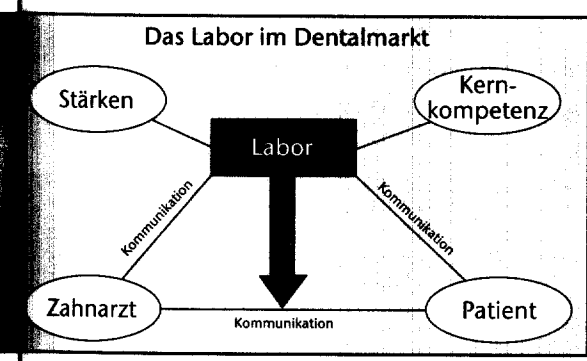 Das Labor im Dentalmarkt
Stärken
Kern-
kompetenz
Labor
Kommunikation
Kommunikation
Zahnarzt
Patient
Kommunikation